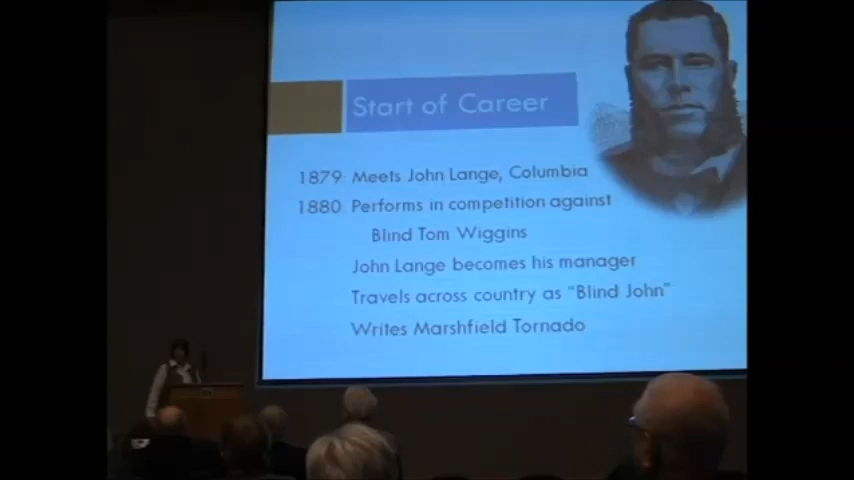 Start of Career
1879: Meets John Lange, Columbia
1880: Performs in competition against
Blind Tom Wiggins
John Lange becomes his manager
Travels across country as “Blind John”
Writes Marshfield Tornado